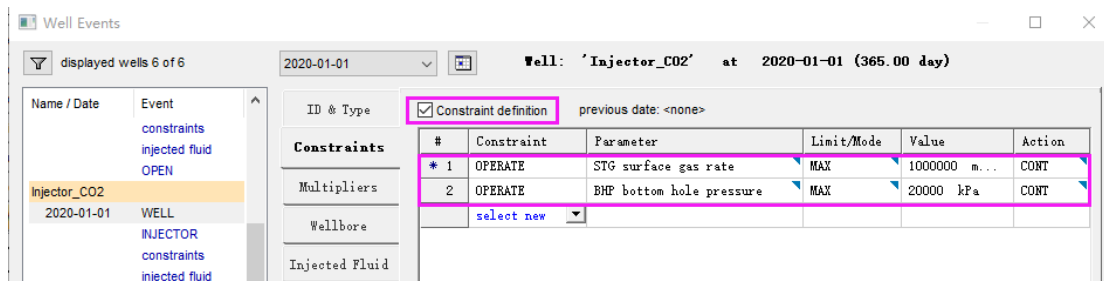 Well Events
displayed wells 6 of 6
2020-01-01
Well: 'Injector_CO2' at 2020-01-01 (365.00 day)
Name / Date Event
constraints
injected fluid
OPEN
Injector_CO2
2020-01-01 WELL
INJECTOR
constraints
injected fluid
ID & Type
Constraints
Multipliers
Wellbore
Injected Fluid
Constraint definition previous date: <none>
# Constraint Parameter Limit/Mode Value Action
* 1 OPERATE STG surface gas rate MAX 1000000 m... CONT
2 OPERATE BHP bottom hole pressure MAX 20000 kPa CONT
select new